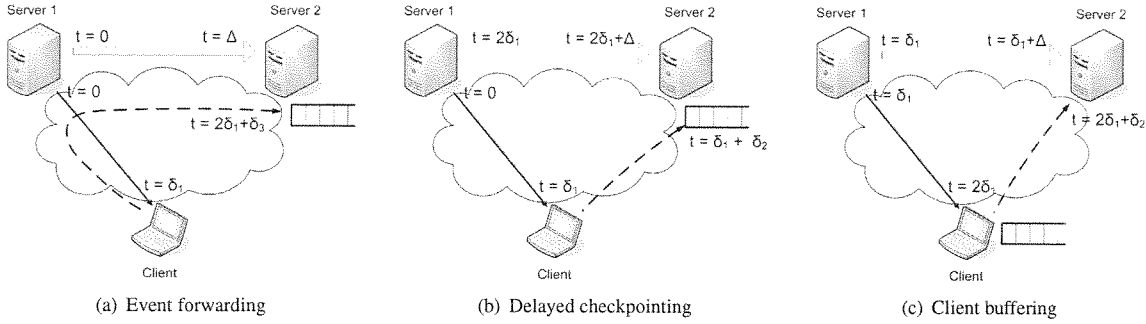 Server 1
Server 2
t = 0
t = Δ
t = 0
t = 2δ₁+δ₃
t = δ₁
Client
(a) Event forwarding
Server 1
Server 2
t = 2δ₁
t = 2δ₁+Δ
t = 0
t = δ₁ + δ₂
t = δ₁
Client
(b) Delayed checkpointing
Server 1
Server 2
t = δ₁
t = δ₁+Δ
t = δ₁
t = 2δ₁+δ₂
t = 2δ₁
Client
(c) Client buffering